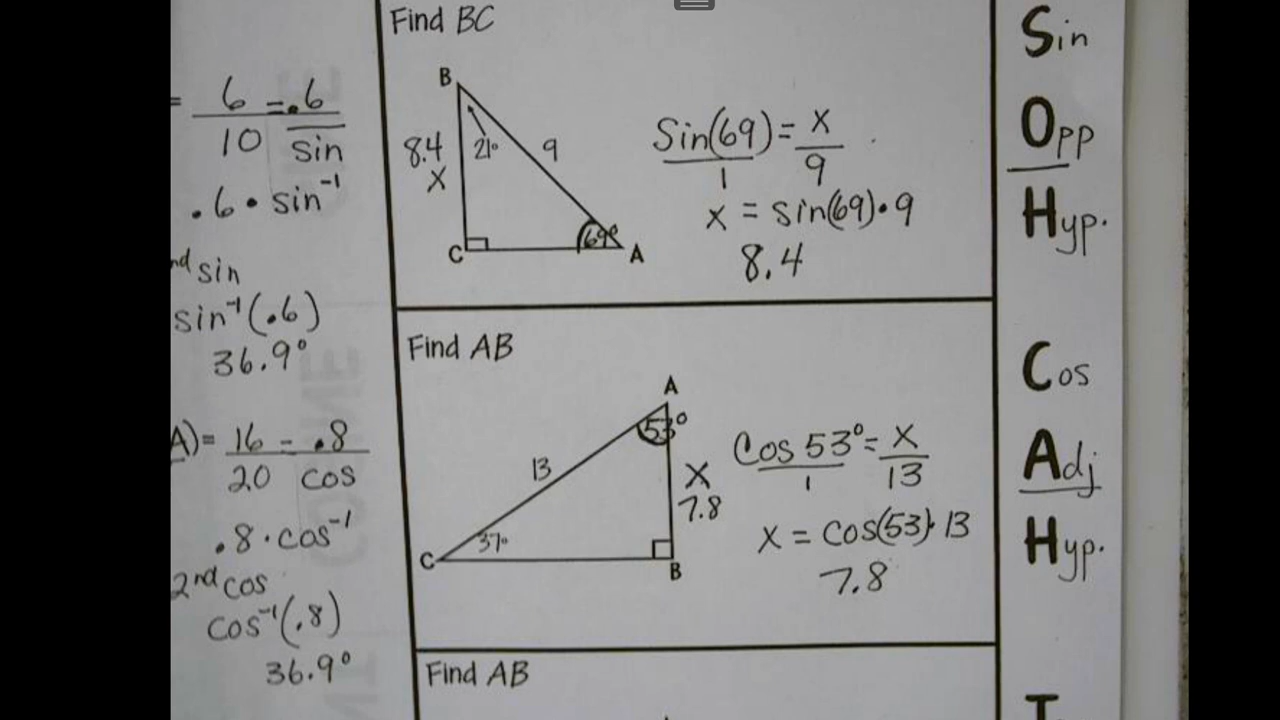 = 6/10 = .6/sin
.6 • sin⁻¹
nd sin
sin⁻¹(.6)
36.9°
A) = 16/20 = .8/cos
.8 • cos⁻¹
2nd cos
cos⁻¹(.8)
36.9°
Find BC
B
8.4
x
21°
9
C
69°
A
Sin(69)/1 = x/9
x = sin(69)•9
8.4
Find AB
A
53°
13
x
7.8
37°
C
B
Cos 53°/1 = x/13
x = cos(53)•13
7.8
Find AB
Sin
Opp
Hyp.
Cos
Adj
Hyp.
T